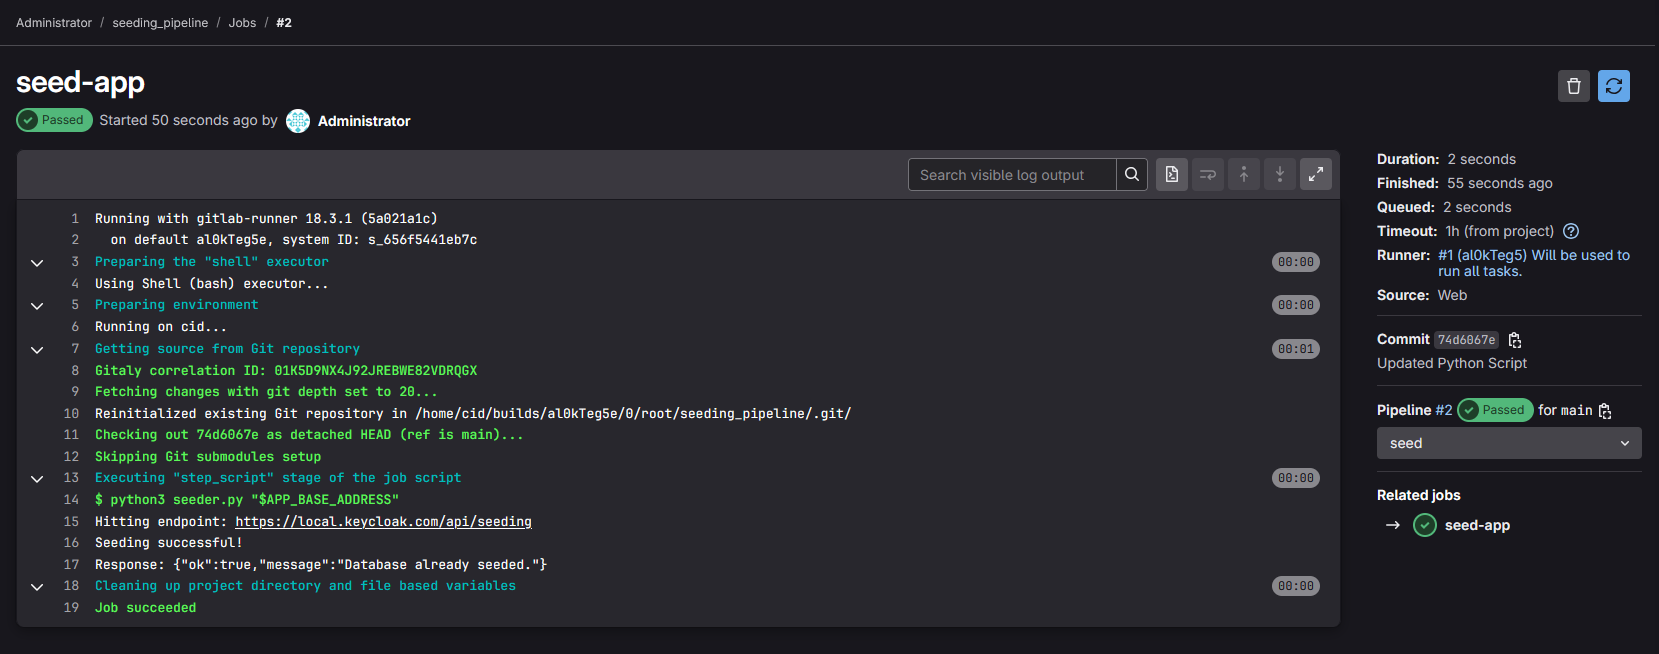 Administrator / seeding_pipeline / Jobs / #2
seed-app
Passed Started 50 seconds ago by Administrator
Search visible log output
1 Running with gitlab-runner 18.3.1 (5a021a1c)
2 on default al0kTeg5e, system ID: s_656f5441eb7c
3 Preparing the "shell" executor 00:00
4 Using Shell (bash) executor...
5 Preparing environment 00:00
6 Running on cid...
7 Getting source from Git repository 00:01
8 Gitaly correlation ID: 01K5D9NX4J92JREBWE82VDRQGX
9 Fetching changes with git depth set to 20...
10 Reinitialized existing Git repository in /home/cid/builds/al0kTeg5e/0/root/seeding_pipeline/.git/
11 Checking out 74d6067e as detached HEAD (ref is main)...
12 Skipping Git submodules setup
13 Executing "step_script" stage of the job script 00:00
14 $ python3 seeder.py "$APP_BASE_ADDRESS"
15 Hitting endpoint: https://local.keycloak.com/api/seeding
16 Seeding successful!
17 Response: {"ok":true,"message":"Database already seeded."}
18 Cleaning up project directory and file based variables 00:00
19 Job succeeded
Duration: 2 seconds
Finished: 55 seconds ago
Queued: 2 seconds
Timeout: 1h (from project) ?
Runner: #1 (al0kTeg5) Will be used to
run all tasks.
Source: Web
Commit 74d6067e
Updated Python Script
Pipeline #2 Passed for main
seed
Related jobs
→ seed-app